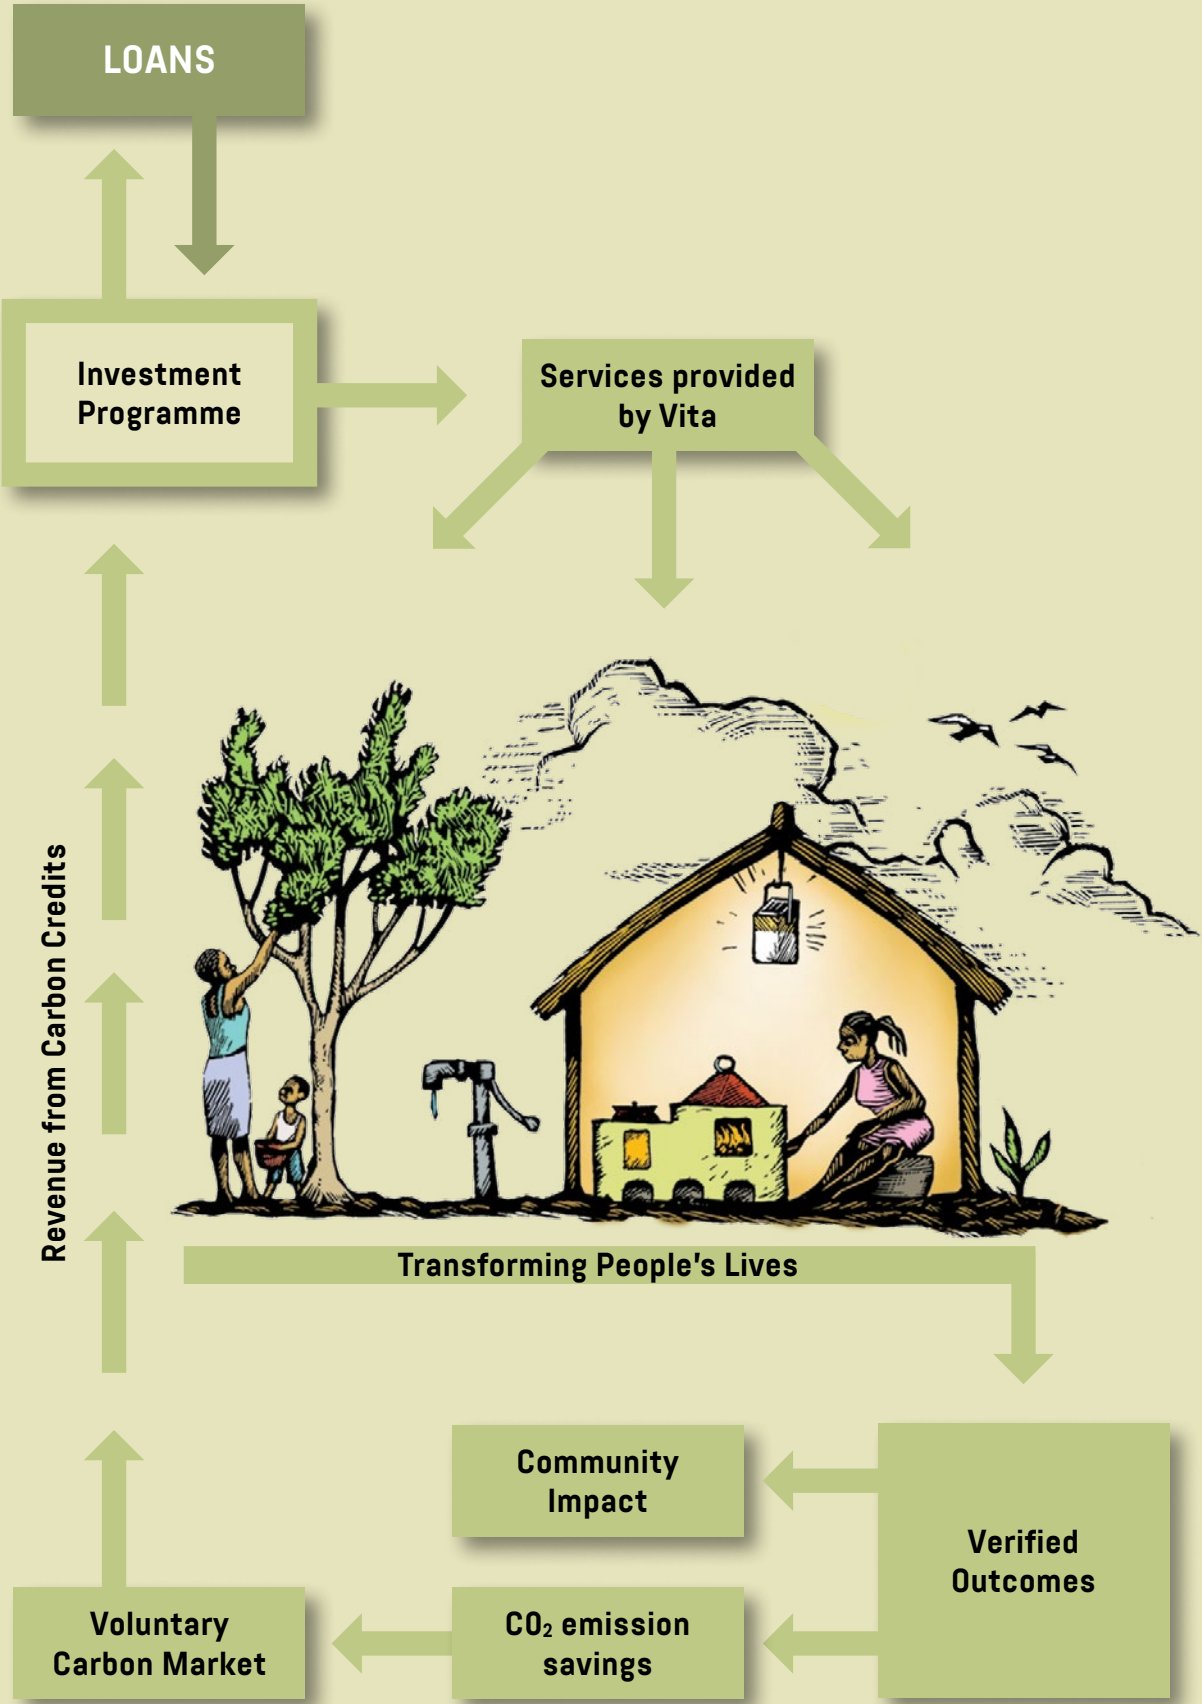 LOANS
Investment
Programme
Services provided
by Vita
Revenue from Carbon Credits
Transforming People's Lives
Community
Impact
Verified
Outcomes
Voluntary
Carbon Market
CO₂ emission
savings